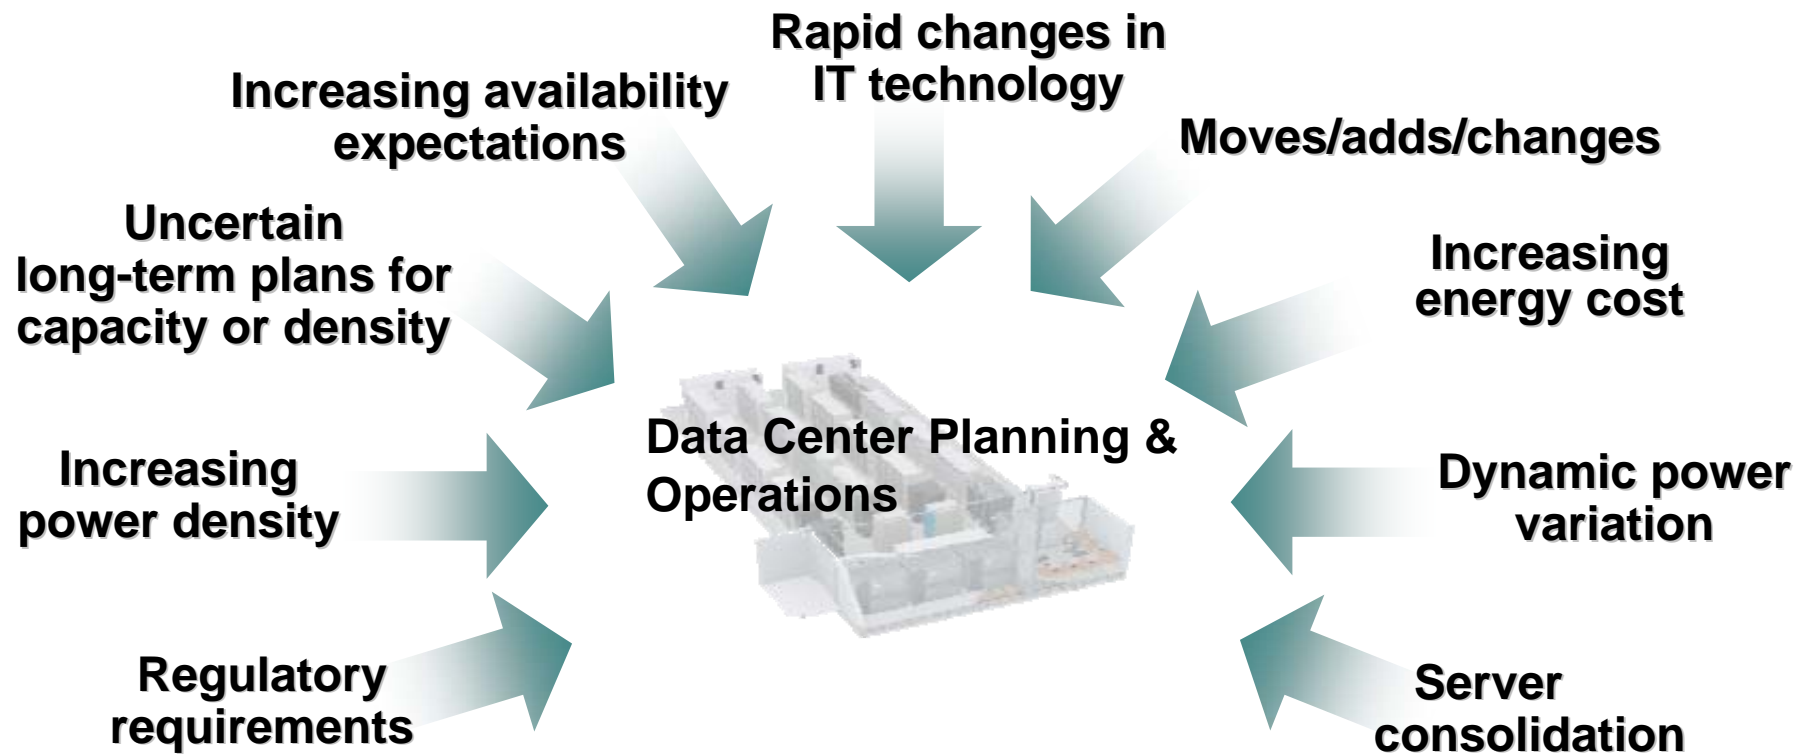 Rapid changes in
IT technology
Increasing availability
expectations
Moves/adds/changes
Uncertain
long-term plans for
capacity or density
Increasing
energy cost
Data Center Planning &
Operations
Increasing
power density
Dynamic power
variation
Regulatory
requirements
Server
consolidation